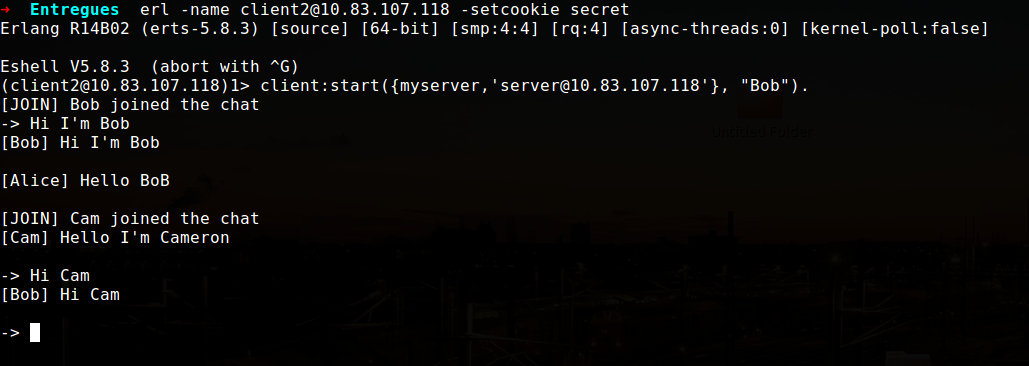 ➜  Entregues  erl -name client2@10.83.107.118 -setcookie secret
Erlang R14B02 (erts-5.8.3) [source] [64-bit] [smp:4:4] [rq:4] [async-threads:0] [kernel-poll:false]
Eshell V5.8.3  (abort with ^G)
(client2@10.83.107.118)1> client:start({myserver,'server@10.83.107.118'}, "Bob").
[JOIN] Bob joined the chat
-> Hi I'm Bob
[Bob] Hi I'm Bob
[Alice] Hello BoB
[JOIN] Cam joined the chat
[Cam] Hello I'm Cameron
-> Hi Cam
[Bob] Hi Cam
->
Untitled Folder